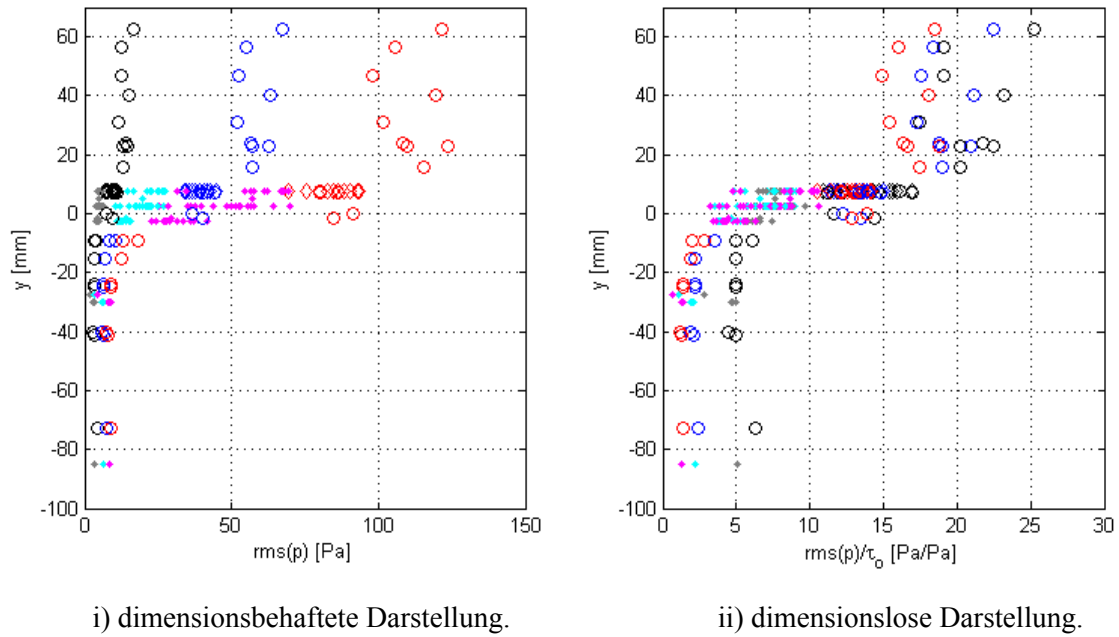 60
40
20
0
-20
-40
-60
-80
-100
y [mm]
0 50 100 150
rms(p) [Pa]
60
40
20
0
-20
-40
-60
-80
-100
y [mm]
0 5 10 15 20 25 30
rms(p)/τo [Pa/Pa]
i) dimensionsbehaftete Darstellung.
ii) dimensionslose Darstellung.